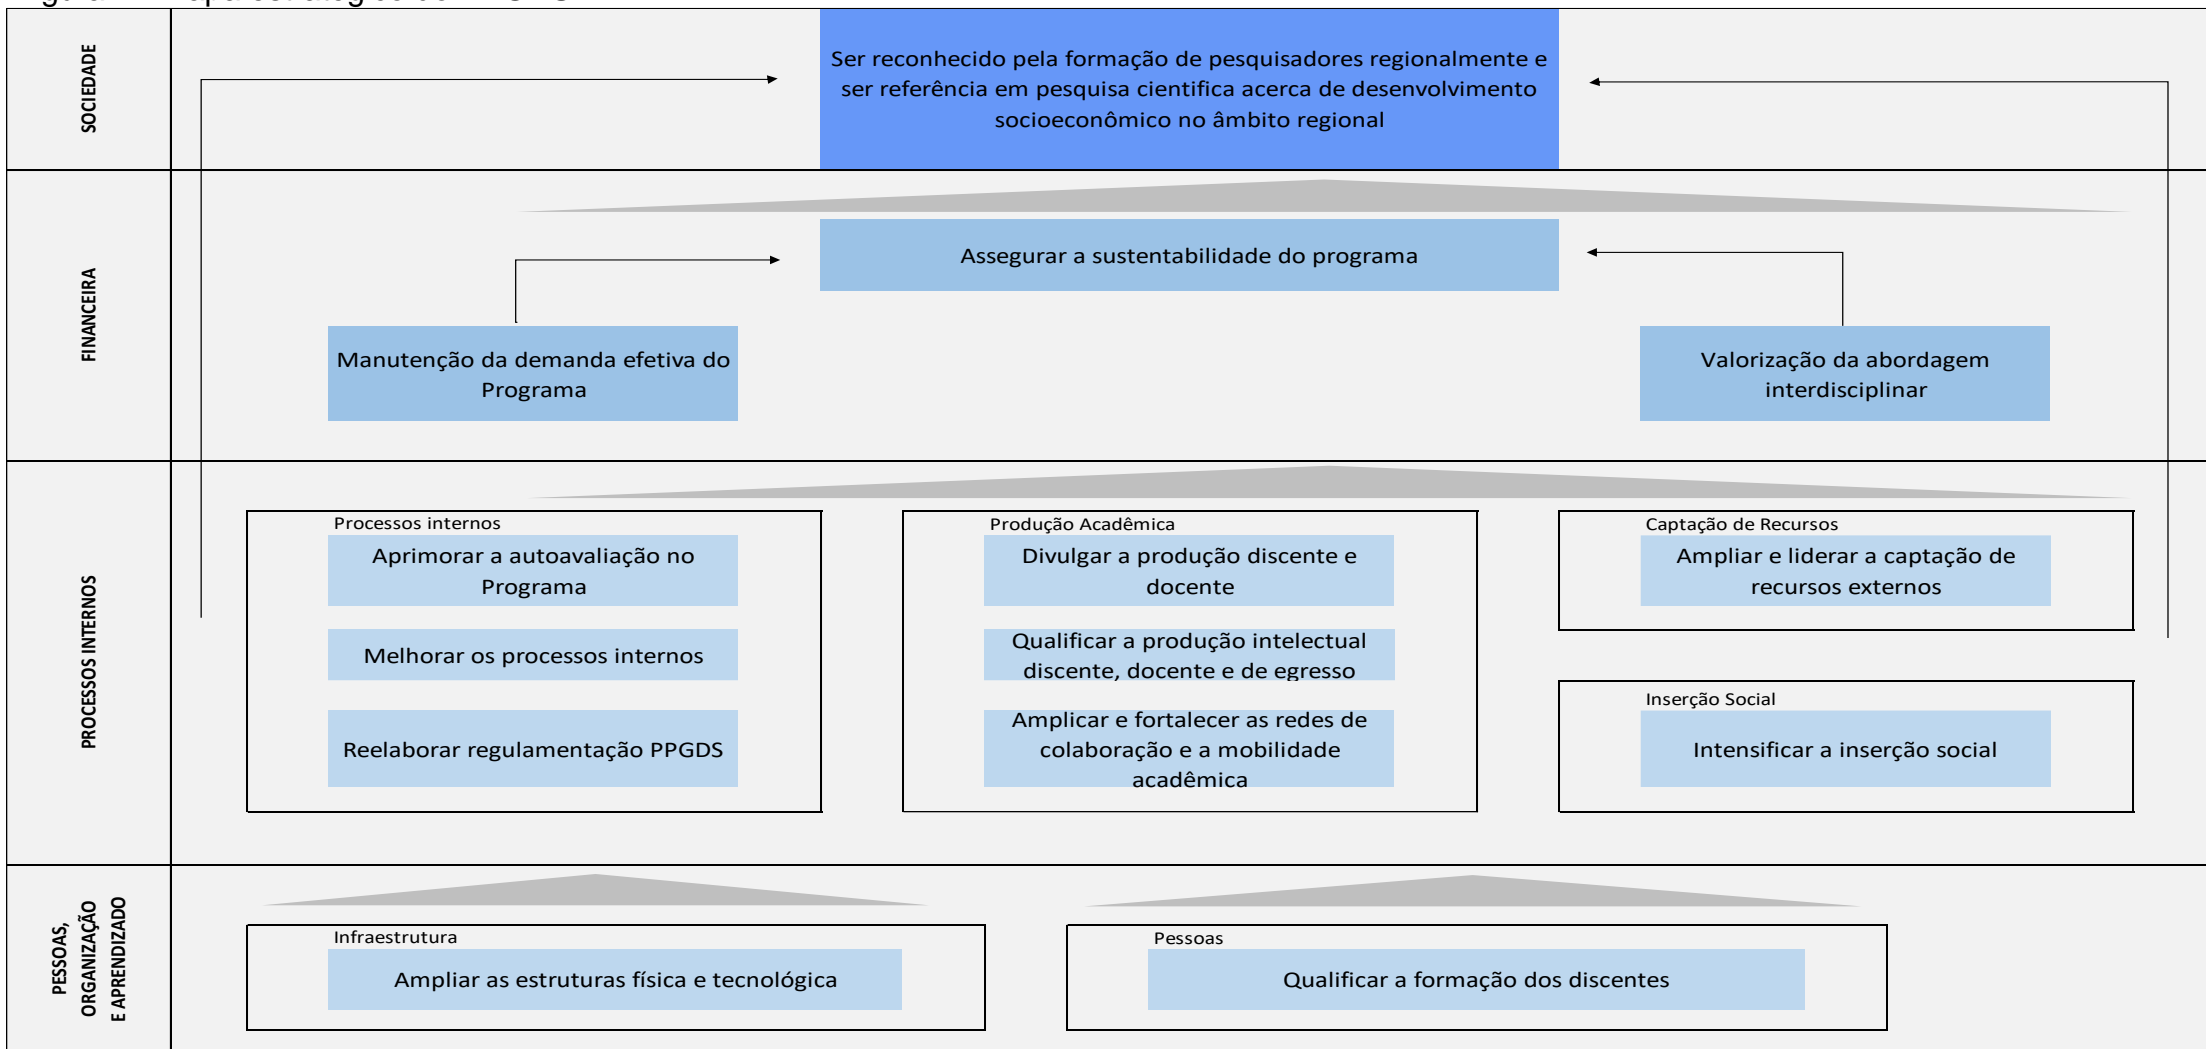 SOCIEDADE
Ser reconhecido pela formação de pesquisadores regionalmente e
ser referência em pesquisa cientifica acerca de desenvolvimento
socioeconômico no âmbito regional
FINANCEIRA
Assegurar a sustentabilidade do programa
Manutenção da demanda efetiva do
Programa
Valorização da abordagem
interdisciplinar
PROCESSOS INTERNOS
Processos internos
Aprimorar a autoavaliação no
Programa
Melhorar os processos internos
Reelaborar regulamentação PPGDS
Produção Acadêmica
Divulgar a produção discente e
docente
Qualificar a produção intelectual
discente, docente e de egresso
Amplicar e fortalecer as redes de
colaboração e a mobilidade
acadêmica
Captação de Recursos
Ampliar e liderar a captação de
recursos externos
Inserção Social
Intensificar a inserção social
PESSOAS,
ORGANIZAÇÃO
E APRENDIZADO
Infraestrutura
Ampliar as estruturas física e tecnológica
Pessoas
Qualificar a formação dos discentes